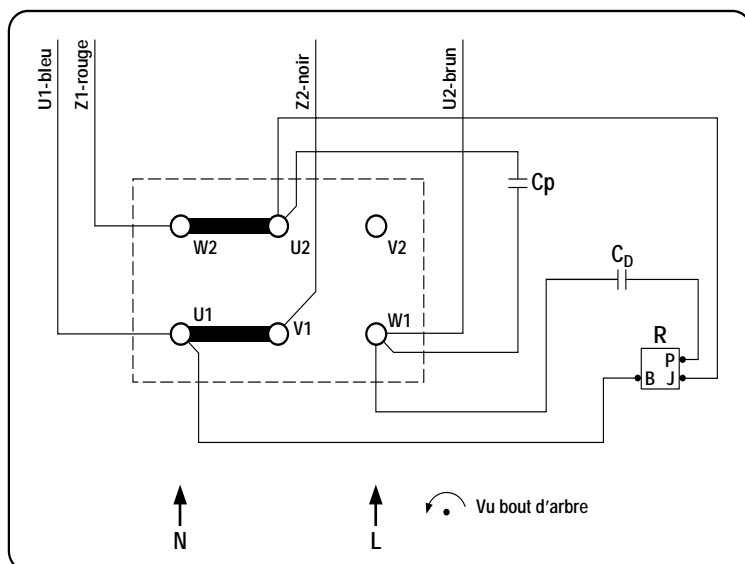 U1-bleu
Z1-rouge
Z2-noir
U2-brun
Cp
W2
U2
V2
CD
U1
V1
W1
R
P
B J
Vu bout d’arbre
N
L